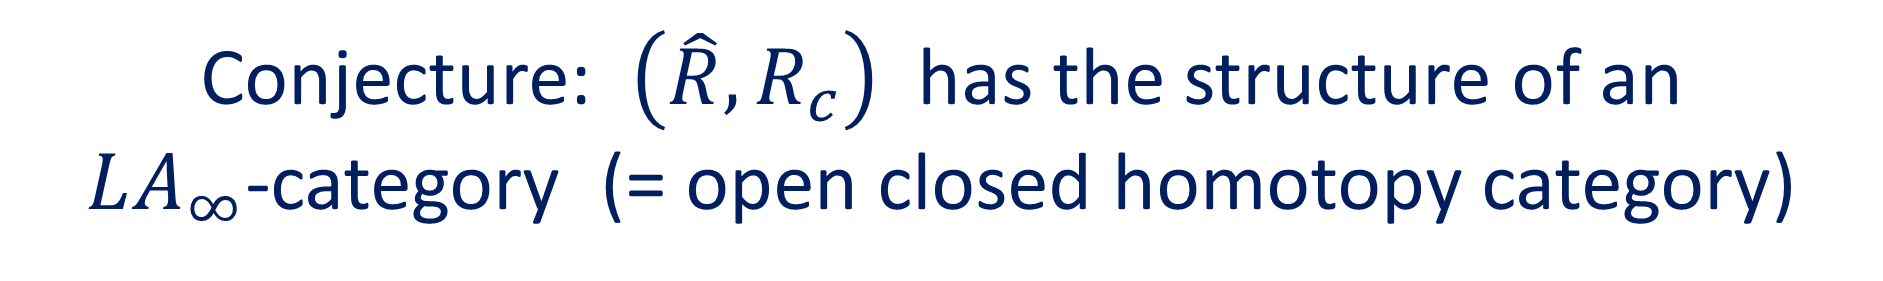 Conjecture: (R̂, R_c) has the structure of an
LA_∞-category (= open closed homotopy category)